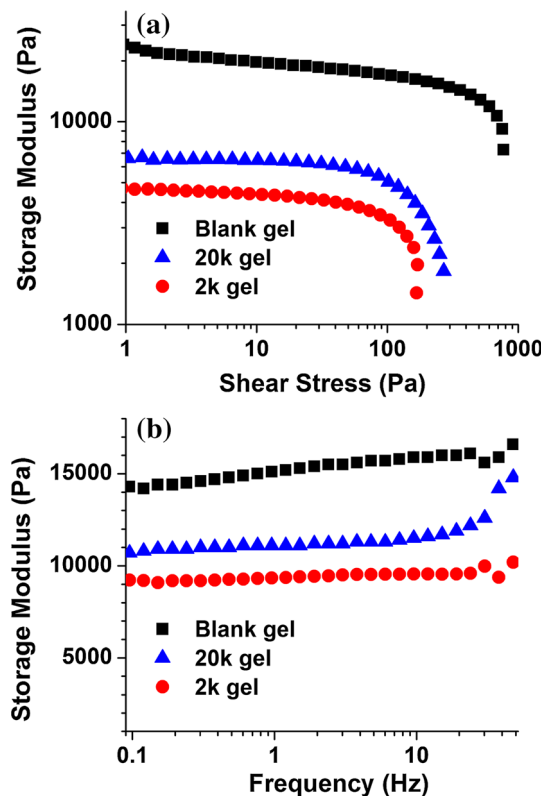 (a)
Storage Modulus (Pa)
10000
1000
Blank gel
20k gel
2k gel
1 10 100 1000
Shear Stress (Pa)
(b)
Storage Modulus (Pa)
15000
10000
5000
Blank gel
20k gel
2k gel
0.1 1 10
Frequency (Hz)